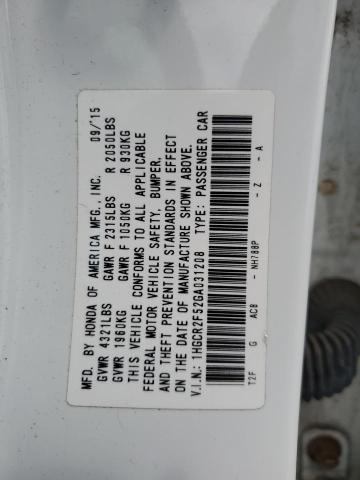 MFD. BY HONDA OF AMERICA MFG., INC. 09/'15
GVWR 4321LBS GAWR F 2315LBS R 2050LBS
GVWR 1960KG GAWR F 1050KG R 930KG
THIS VEHICLE CONFORMS TO ALL APPLICABLE
FEDERAL MOTOR VEHICLE SAFETY, BUMPER,
AND THEFT PREVENTION STANDARDS IN EFFECT
ON THE DATE OF MANUFACTURE SHOWN ABOVE.
V.I.N.: 1HGCR2F52GA031208 TYPE: PASSENGER CAR
T2F G ACB - NH788P - Z - A